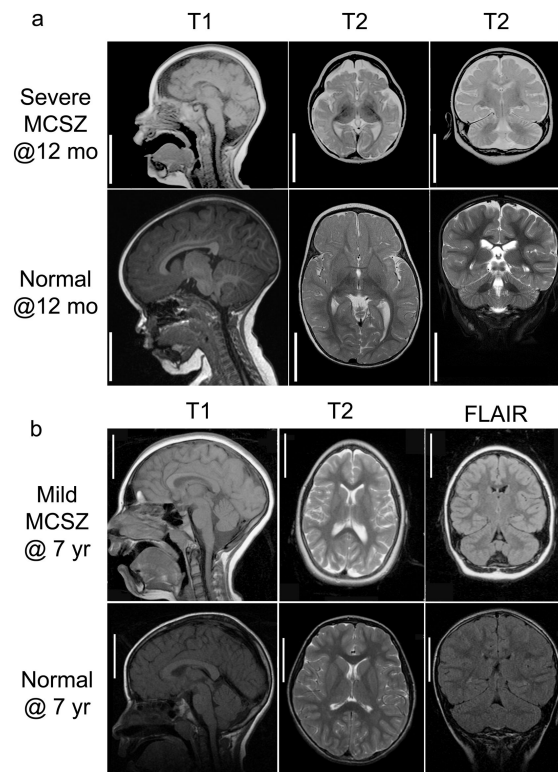 a
T1 T2 T2
Severe
MCSZ
@12 mo
Normal
@12 mo
b
T1 T2 FLAIR
Mild
MCSZ
@ 7 yr
Normal
@ 7 yr